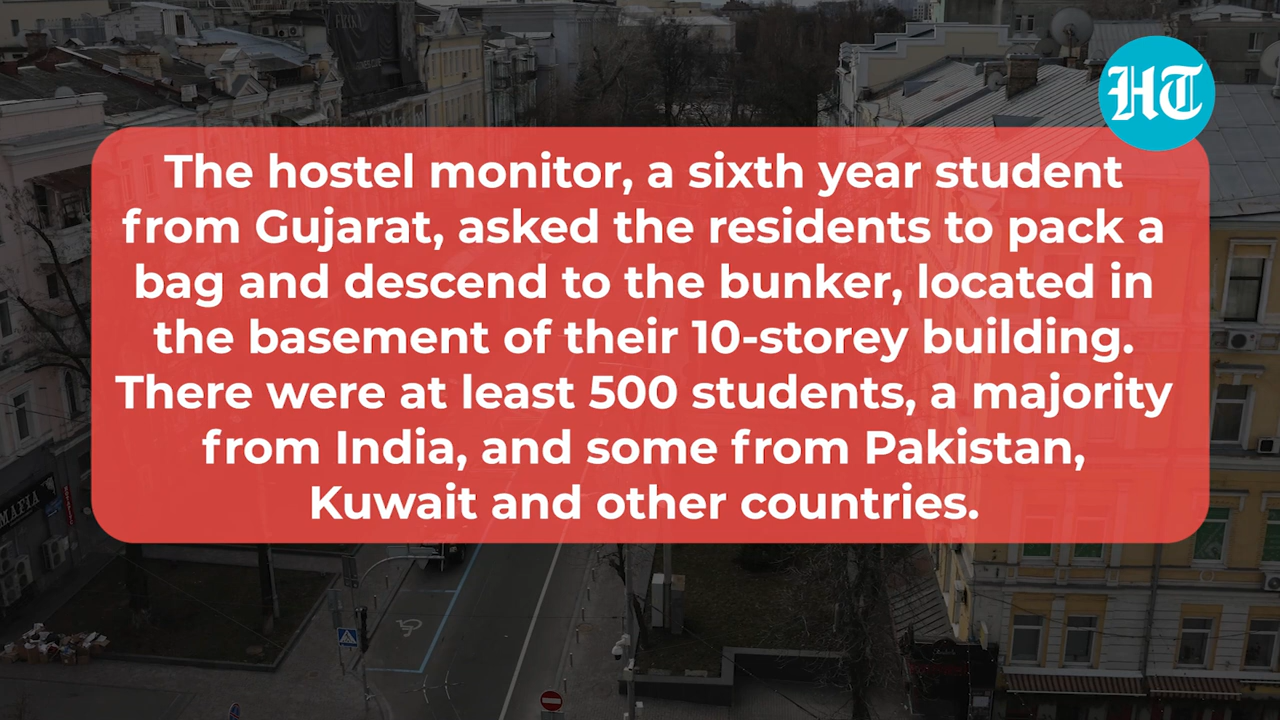 HT
The hostel monitor, a sixth year student
from Gujarat, asked the residents to pack a
bag and descend to the bunker, located in
the basement of their 10-storey building.
There were at least 500 students, a majority
from India, and some from Pakistan,
Kuwait and other countries.
MAFIA